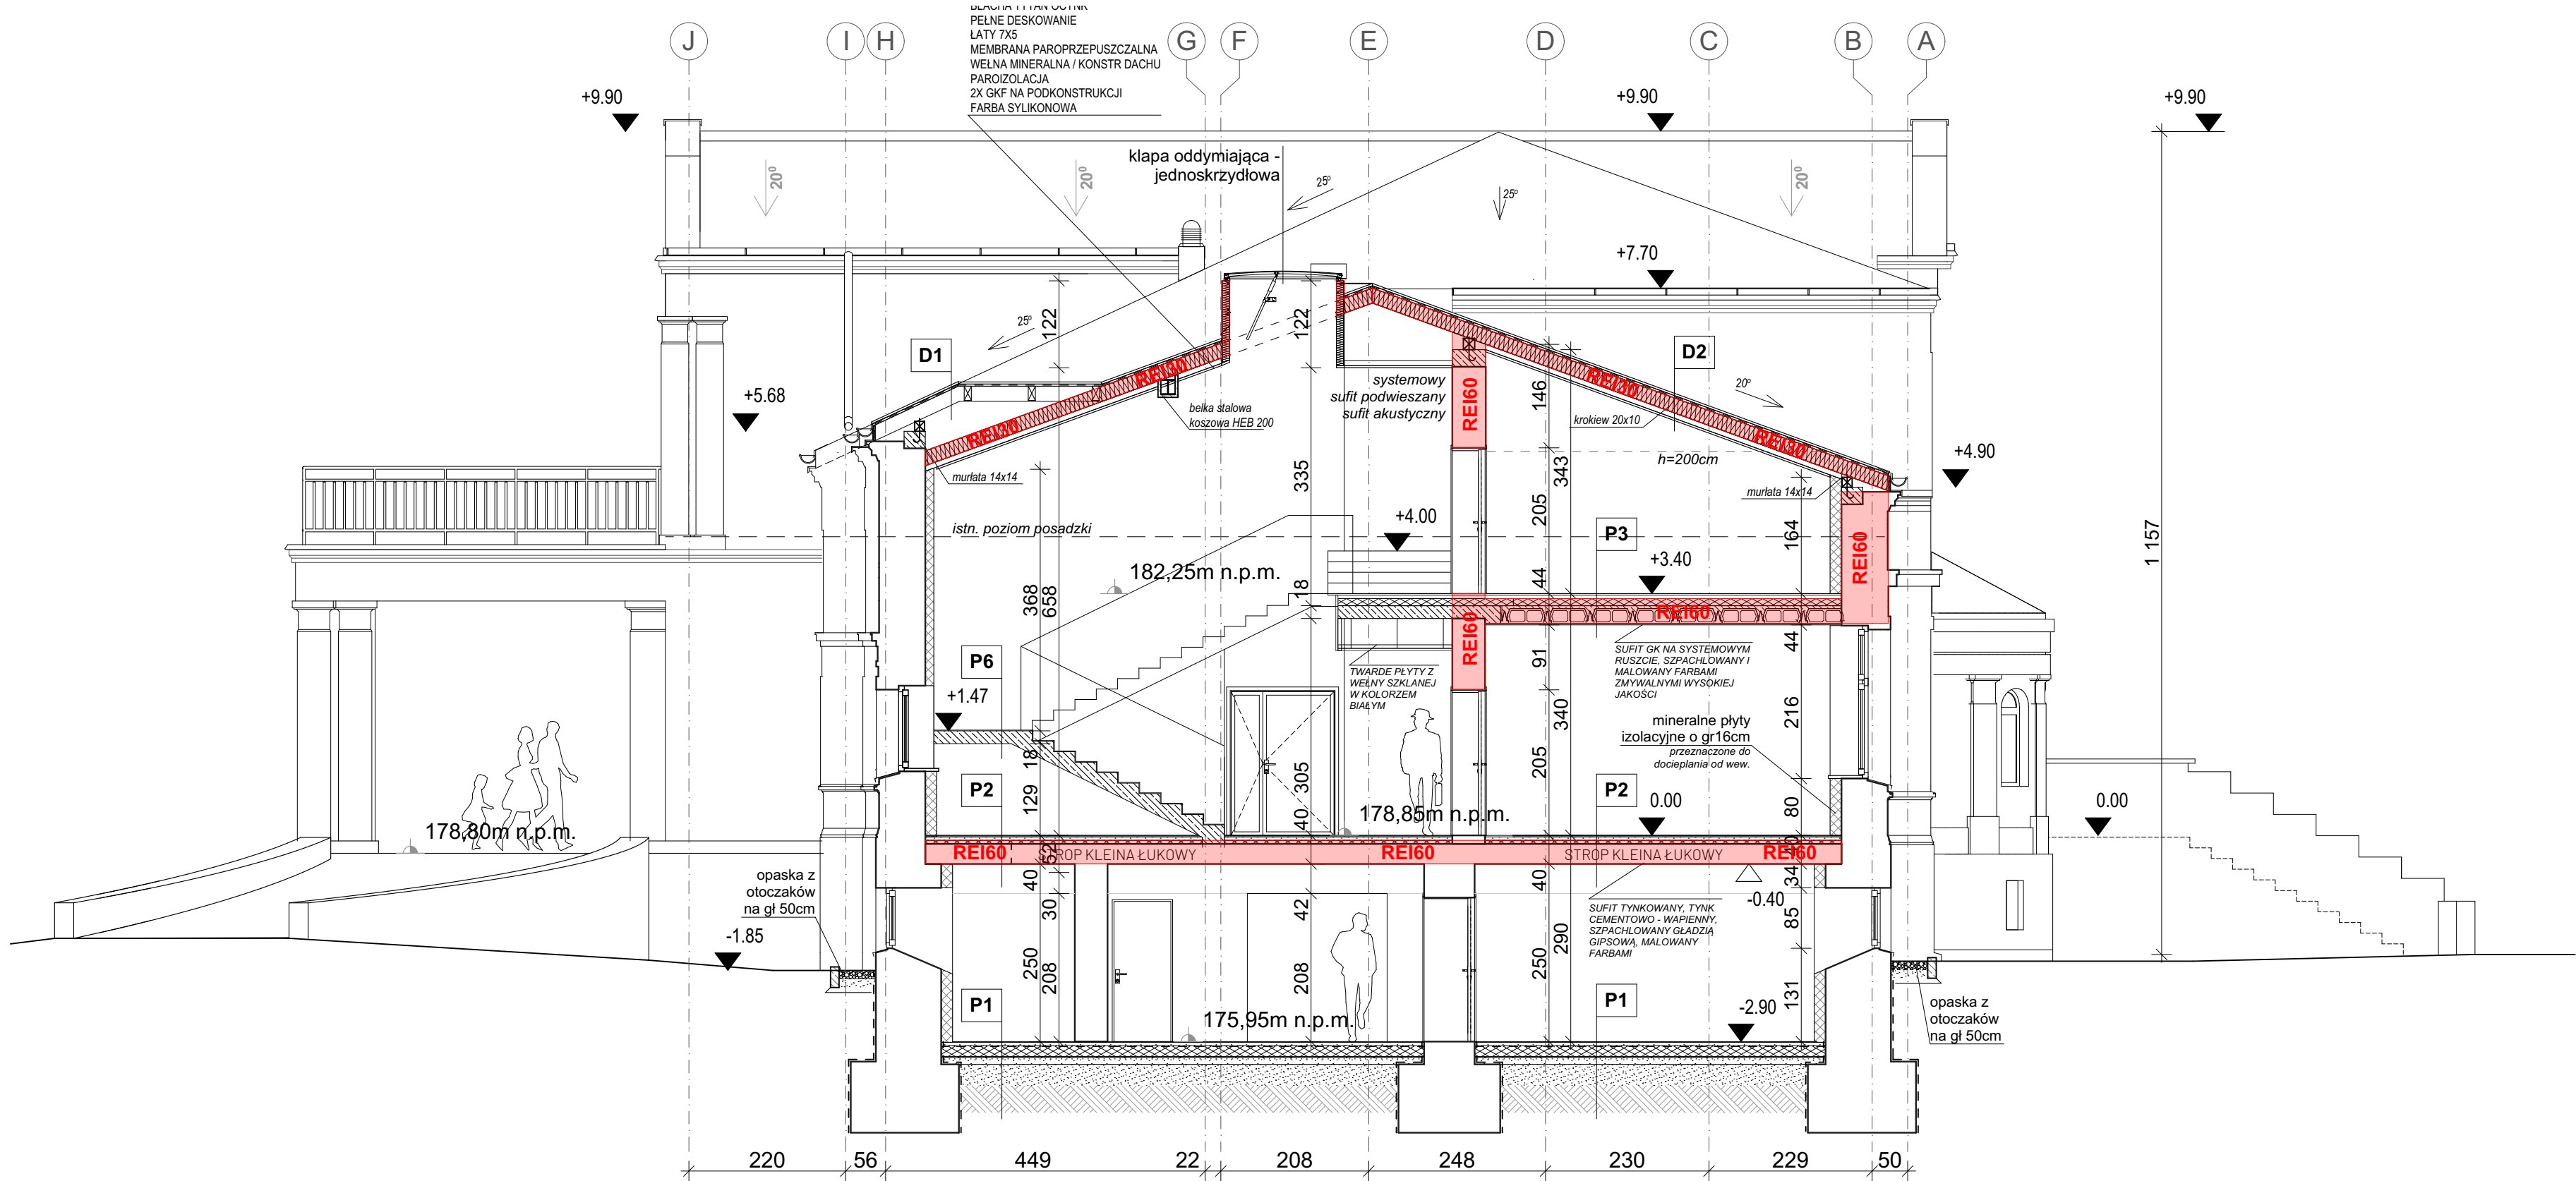 PEŁNE DESKOWANIE
ŁATY 7X5
MEMBRANA PAROPRZEPUSZCZALNA
WEŁNA MINERALNA / KONSTR DACHU
PAROIZOLACJA
2X GKF NA PODKONSTRUKCJI
FARBA SYLIKONOWA
J
I
H
G
F
E
D
C
B
A
+9.90
+9.90
+9.90
klapa oddymiająca -
jednoskrzydłowa
20⁰
20⁰
25⁰
25⁰
20⁰
+7.70
122
122
25⁰
D1
D2
REI30
REI30
REI30
REI30
REI60
systemowy
sufit podwieszany
sufit akustyczny
146
20⁰
+5.68
belka stalowa
koszowa HEB 200
krokiew 20x10
+4.90
murłata 14x14
335
343
h=200cm
murłata 14x14
istn. poziom posadzki
+4.00
205
P3
164
REI60
1 157
182,25m n.p.m.
+3.40
368
658
18
44
REI60
REI60
44
P6
+1.47
91
SUFIT GK NA SYSTEMOWYM
RUSZCIE, SZPACHLOWANY I
MALOWANY FARBAMI
ZMYWALNYMI WYSOKIEJ
JAKOŚCI
TWARDE PŁYTY Z
WEŁNY SZKLANEJ
W KOLORZEM
BIAŁYM
340
216
mineralne płyty
izolacyjne o gr16cm
przeznaczone do
docieplania od wew.
18
129
305
205
P2
P2
0.00
80
0.00
178,80m n.p.m.
40
178,85m n.p.m.
REI60
52
STROP KLEINA ŁUKOWY
REI60
STROP KLEINA ŁUKOWY
REI60
40
40
40
34
-0.40
opaska z
otoczaków
na gł 50cm
30
42
SUFIT TYNKOWANY, TYNK
CEMENTOWO - WAPIENNY,
SZPACHLOWANY GŁADZIĄ
GIPSOWĄ, MALOWANY
FARBAMI
85
-1.85
250
208
208
250
290
131
P1
P1
-2.90
175,95m n.p.m.
opaska z
otoczaków
na gł 50cm
220
56
449
22
208
248
230
229
50